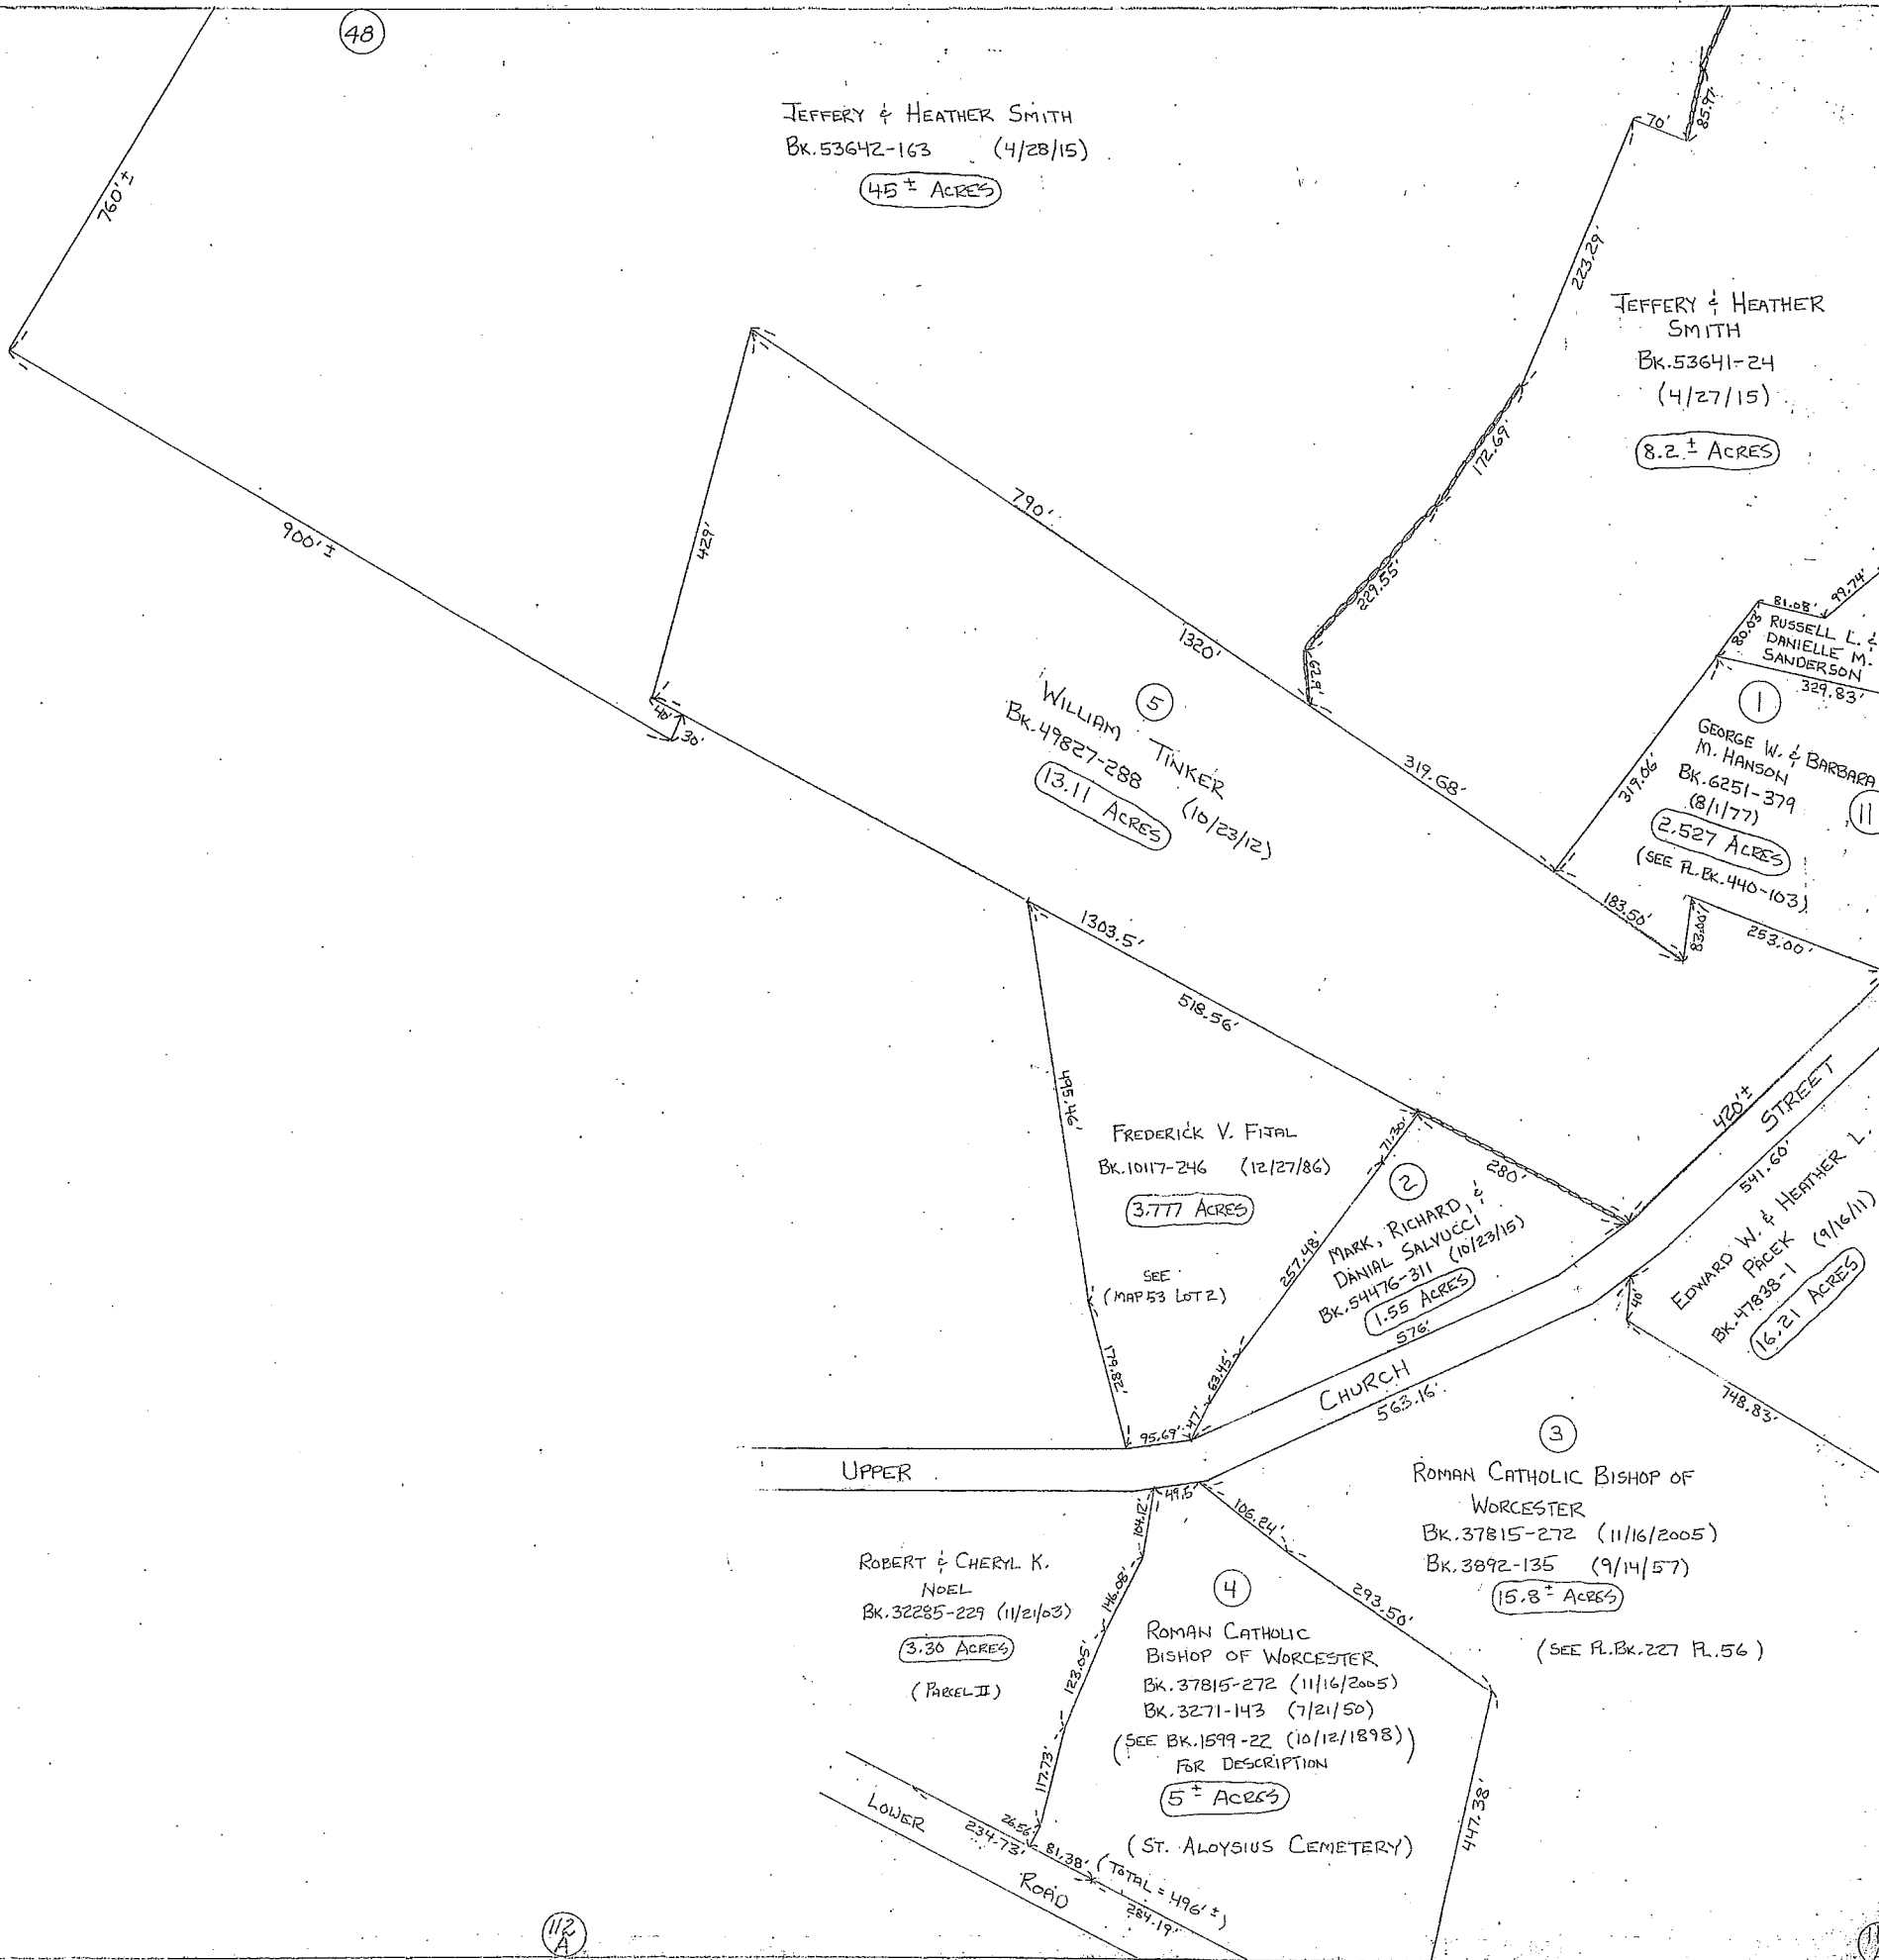 48
JEFFERY & HEATHER SMITH
BK.53642-163 (4/28/15)
45± ACRES
760'±
900'±
429'
790'
1320'
40'
30'
70'
85.97'
223.29'
172.69'
229.55'
62.9'
JEFFERY & HEATHER
SMITH
BK.53641-24
(4/27/15)
8.2± ACRES
81.08'
99.74'
80.03'
RUSSELL L. &
DANIELLE M.
SANDERSON
329.83'
1
GEORGE W. & BARBARA
M. HANSON
BK.6251-379
(8/1/77)
2.527 ACRES
(SEE PL.BK.440-103)
11
319.06'
319.68'
183.50'
83.00'
253.00'
5
WILLIAM TINKER
BK.49827-288 (10/23/12)
13.11 ACRES
1303.5'
518.56'
495.46'
179.82'
FREDERICK V. FIJAL
BK.10117-246 (12/27/86)
3.777 ACRES
SEE
(MAP 53 LOT 2)
71.30'
257.48'
63.45'
47'
95.69'
280'
2
MARK, RICHARD, &
DANIAL SALVUCCI
BK.54476-311 (10/23/15)
1.55 ACRES
576'
420'±
UPPER CHURCH STREET
563.16'
541.60'
40'
748.83'
EDWARD W. & HEATHER L.
PACEK (9/16/11)
BK.47838-1
16.21 ACRES
3
ROMAN CATHOLIC BISHOP OF
WORCESTER
BK.37815-272 (11/16/2005)
BK.3892-135 (9/14/57)
15.8± ACRES
(SEE PL.BK.227 PL.56)
49.5'
106.24'
293.50'
447.38'
104.12'
146.08'
123.05'
117.73'
26.56'
ROBERT & CHERYL K.
NOEL
BK.32285-229 (11/21/03)
3.30 ACRES
(PARCEL II)
4
ROMAN CATHOLIC
BISHOP OF WORCESTER
BK.37815-272 (11/16/2005)
BK.3271-143 (7/21/50)
(SEE BK.1599-22 (10/12/1898))
FOR DESCRIPTION
5± ACRES
(ST. ALOYSIUS CEMETERY)
LOWER ROAD
234.73'
81.38' (TOTAL = 496'±)
284.19'
112
A